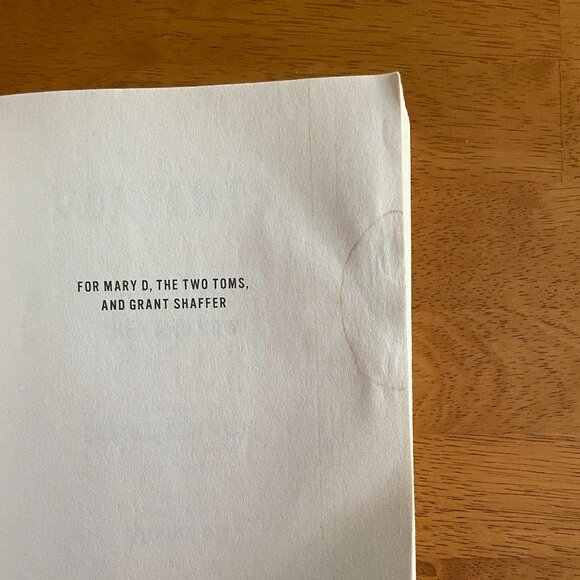 FOR MARY D, THE TWO TOMS,
AND GRANT SHAFFER